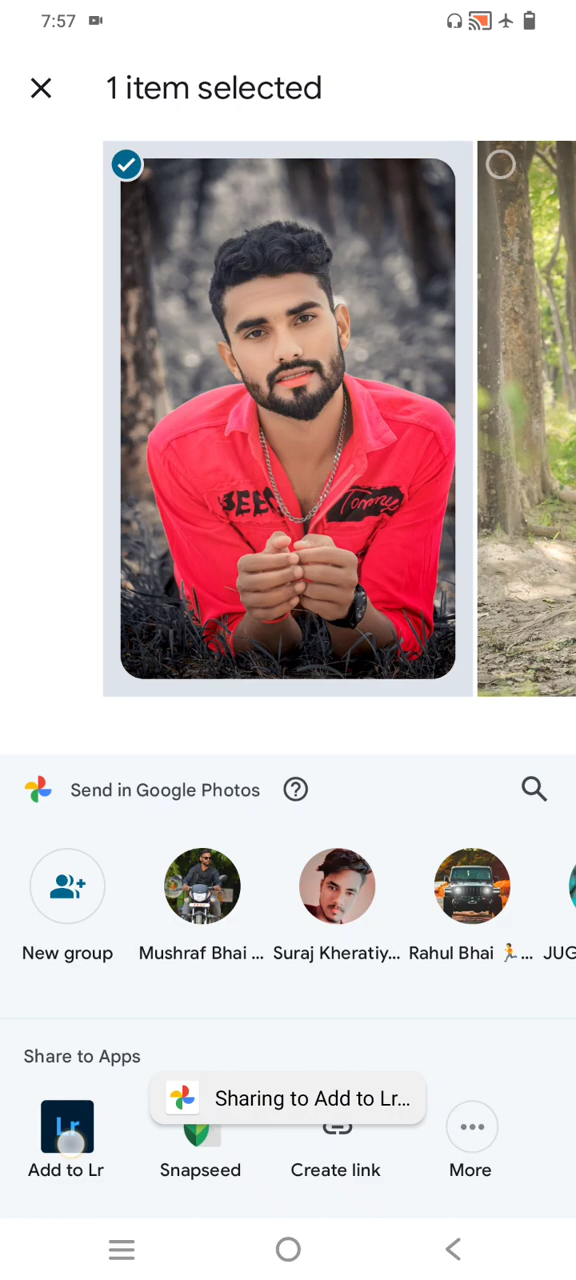 7:57
1 item selected
BEEN
Tommy
Send in Google Photos
New group
Mushraf Bhai ...
Suraj Kheratiy...
Rahul Bhai 🏃...
JUG
Share to Apps
Sharing to Add to Lr...
Lr
Add to Lr
Snapseed
Create link
More